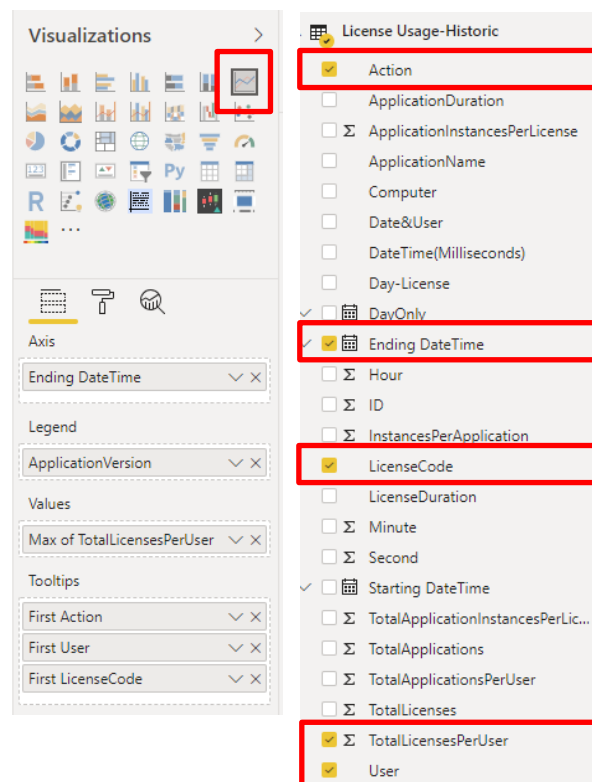 Visualizations
123
Py
R
Axis
Ending DateTime
Legend
ApplicationVersion
Values
Max of TotalLicensesPerUser
Tooltips
First Action
First User
First LicenseCode
License Usage-Historic
Action
ApplicationDuration
Σ ApplicationInstancesPerLicense
ApplicationName
Computer
Date&User
DateTime(Milliseconds)
Day-License
DayOnly
Ending DateTime
Σ Hour
Σ ID
Σ InstancesPerApplication
LicenseCode
LicenseDuration
Σ Minute
Σ Second
Starting DateTime
Σ TotalApplicationInstancesPerLic...
Σ TotalApplications
Σ TotalApplicationsPerUser
Σ TotalLicenses
Σ TotalLicensesPerUser
User